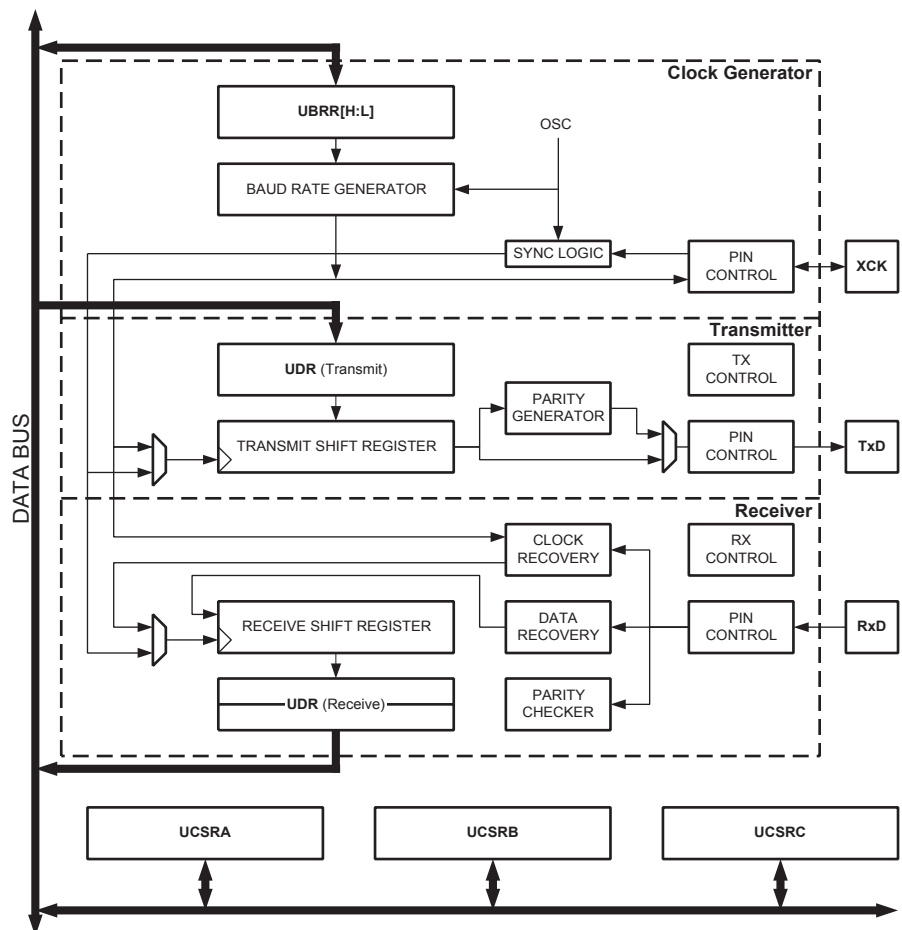 Clock Generator
UBRR[H:L]
OSC
BAUD RATE GENERATOR
SYNC LOGIC
PIN
CONTROL
XCK
Transmitter
UDR (Transmit)
TX
CONTROL
PARITY
GENERATOR
TRANSMIT SHIFT REGISTER
PIN
CONTROL
TxD
DATA BUS
Receiver
CLOCK
RECOVERY
RX
CONTROL
RECEIVE SHIFT REGISTER
DATA
RECOVERY
PIN
CONTROL
RxD
UDR (Receive)
PARITY
CHECKER
UCSRA
UCSRB
UCSRC